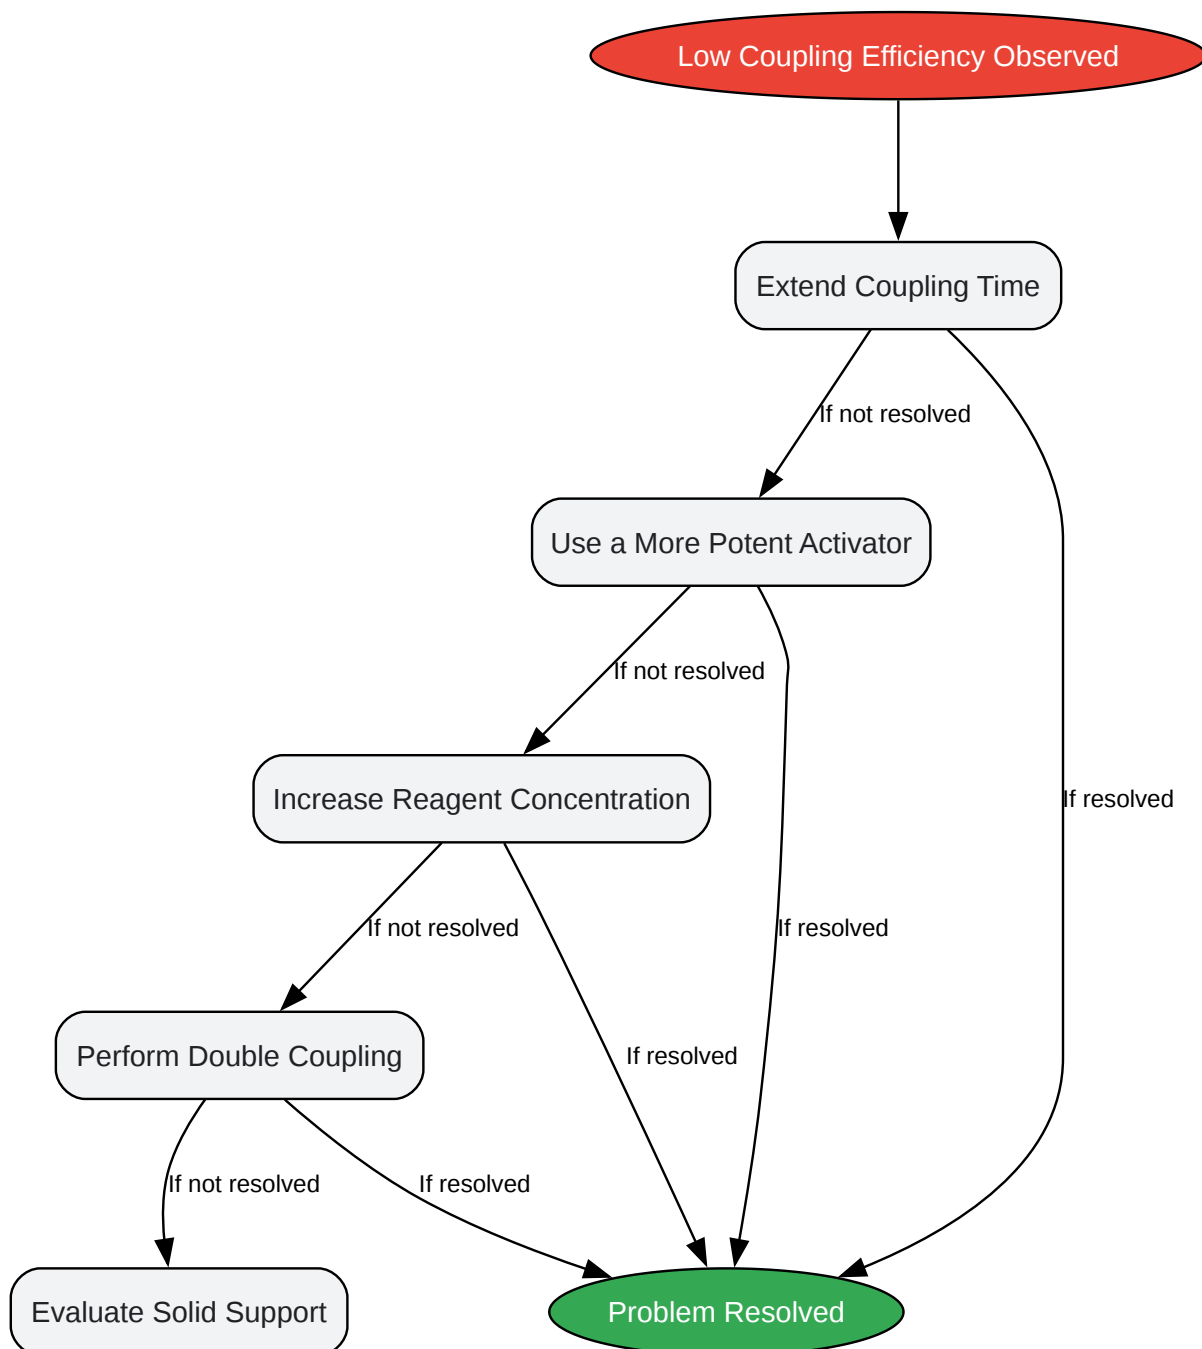 Low Coupling Efficiency Observed
Extend Coupling Time
If not resolved
Use a More Potent Activator
If not resolved
Increase Reagent Concentration
If resolved
If not resolved
If resolved
Perform Double Coupling
If resolved
If not resolved
If resolved
Evaluate Solid Support
Problem Resolved